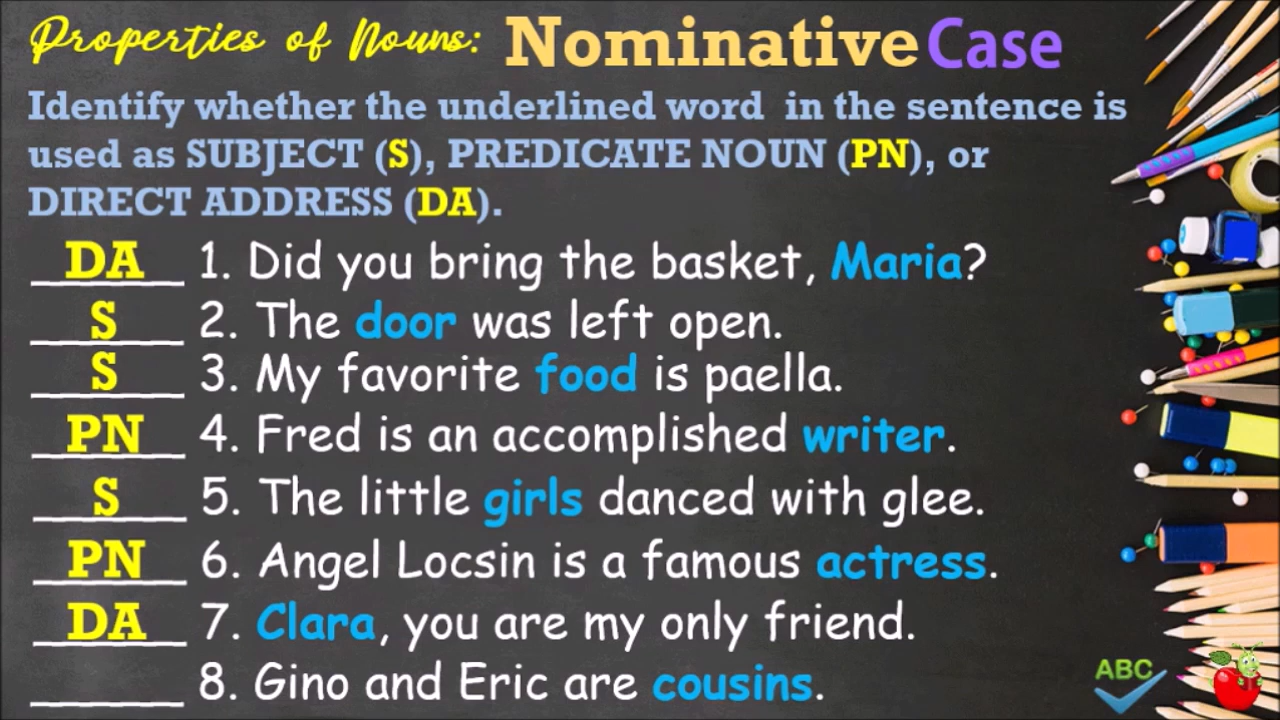 Properties of Nouns: Nominative Case
Identify whether the underlined word in the sentence is
used as SUBJECT (S), PREDICATE NOUN (PN), or
DIRECT ADDRESS (DA).
DA 1. Did you bring the basket, Maria?
S 2. The door was left open.
S 3. My favorite food is paella.
PN 4. Fred is an accomplished writer.
S 5. The little girls danced with glee.
PN 6. Angel Locsin is a famous actress.
DA 7. Clara, you are my only friend.
______ 8. Gino and Eric are cousins.
ABC